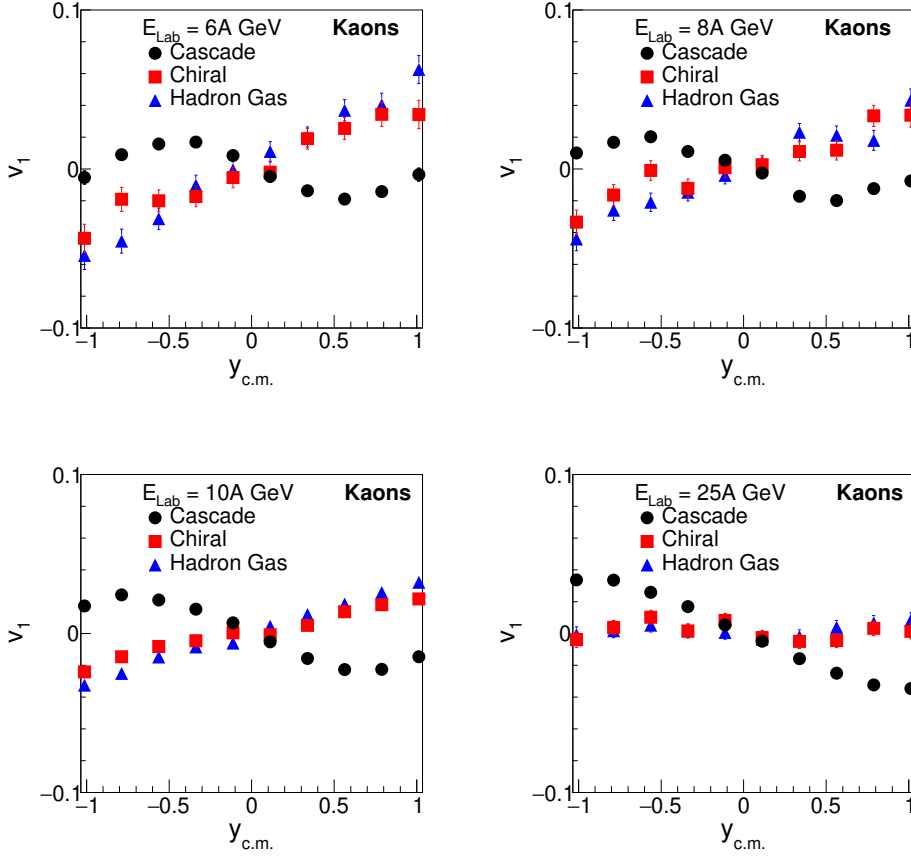 E_Lab = 6A GeV Kaons
Cascade
Chiral
Hadron Gas
0.1
0
−0.1
v_1
−1 −0.5 0 0.5 1
y_c.m.
E_Lab = 8A GeV Kaons
Cascade
Chiral
Hadron Gas
0.1
0
−0.1
v_1
−1 −0.5 0 0.5 1
y_c.m.
E_Lab = 10A GeV Kaons
Cascade
Chiral
Hadron Gas
0.1
0
−0.1
v_1
−1 −0.5 0 0.5 1
y_c.m.
E_Lab = 25A GeV Kaons
Cascade
Chiral
Hadron Gas
0.1
0
−0.1
v_1
−1 −0.5 0 0.5 1
y_c.m.